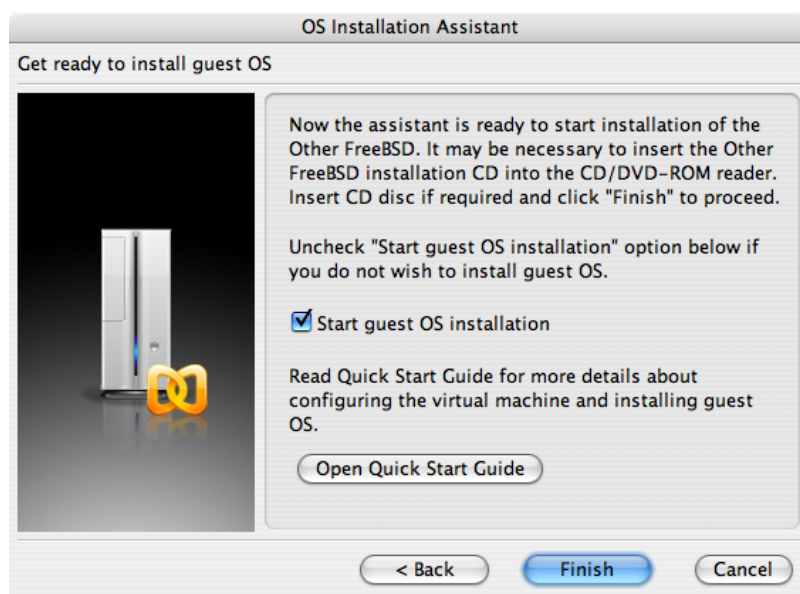 OS Installation Assistant
Get ready to install guest OS
Now the assistant is ready to start installation of the
Other FreeBSD. It may be necessary to insert the Other
FreeBSD installation CD into the CD/DVD-ROM reader.
Insert CD disc if required and click "Finish" to proceed.
Uncheck "Start guest OS installation" option below if
you do not wish to install guest OS.
Start guest OS installation
Read Quick Start Guide for more details about
configuring the virtual machine and installing guest
OS.
Open Quick Start Guide
< Back
Finish
Cancel